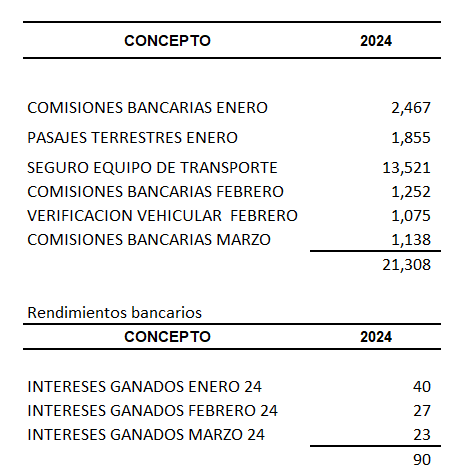 CONCEPTO 2024
COMISIONES BANCARIAS ENERO 2,467
PASAJES TERRESTRES ENERO 1,855
SEGURO EQUIPO DE TRANSPORTE 13,521
COMISIONES BANCARIAS FEBRERO 1,252
VERIFICACION VEHICULAR  FEBRERO 1,075
COMISIONES BANCARIAS MARZO 1,138
21,308
Rendimientos bancarios
CONCEPTO 2024
INTERESES GANADOS ENERO 24 40
INTERESES GANADOS FEBRERO 24 27
INTERESES GANADOS MARZO 24 23
90